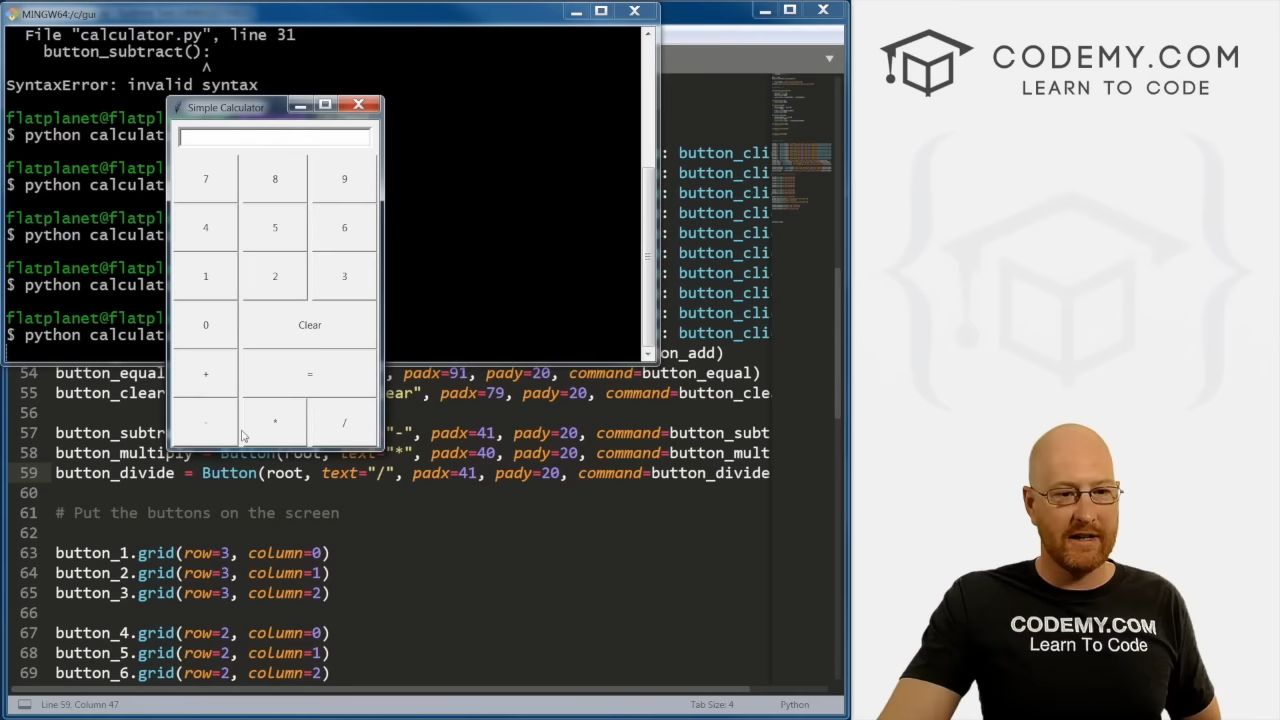 MINGW64:/c/gui
File "calculator.py", line 31
button_subtract():
^
SyntaxError: invalid syntax
flatplanet@flatpl
$ python calculat
flatplanet@flatpl
$ python calculat
flatplanet@flatpl
$ python calculat
flatplanet@flatpl
$ python calculat
flatplanet@flatpl
$ python calculat
Simple Calculator
8 9
4 5 6
1 2 3
0 Clear
+ =
- * /
: button_cli
: button_cli
: button_cli
: button_cli
: button_cli
: button_cli
: button_cli
: button_cli
: button_cli
: button_cli
on_add)
54 button_equal , padx=91, pady=20, command=button_equal)
55 button_clear ear", padx=79, pady=20, command=button_clea
56
57 button_subtr "-", padx=41, pady=20, command=button_subt
58 button_multiply = Button(root, text="*", padx=40, pady=20, command=button_mult
59 button_divide = Button(root, text="/", padx=41, pady=20, command=button_divide
60
61 # Put the buttons on the screen
62
63 button_1.grid(row=3, column=0)
64 button_2.grid(row=3, column=1)
65 button_3.grid(row=3, column=2)
66
67 button_4.grid(row=2, column=0)
68 button_5.grid(row=2, column=1)
69 button_6.grid(row=2, column=2)
Line 59, Column 47
Tab Size: 4
Python
CODEMY.COM
LEARN TO CODE
CODEMY.COM
Learn To Code